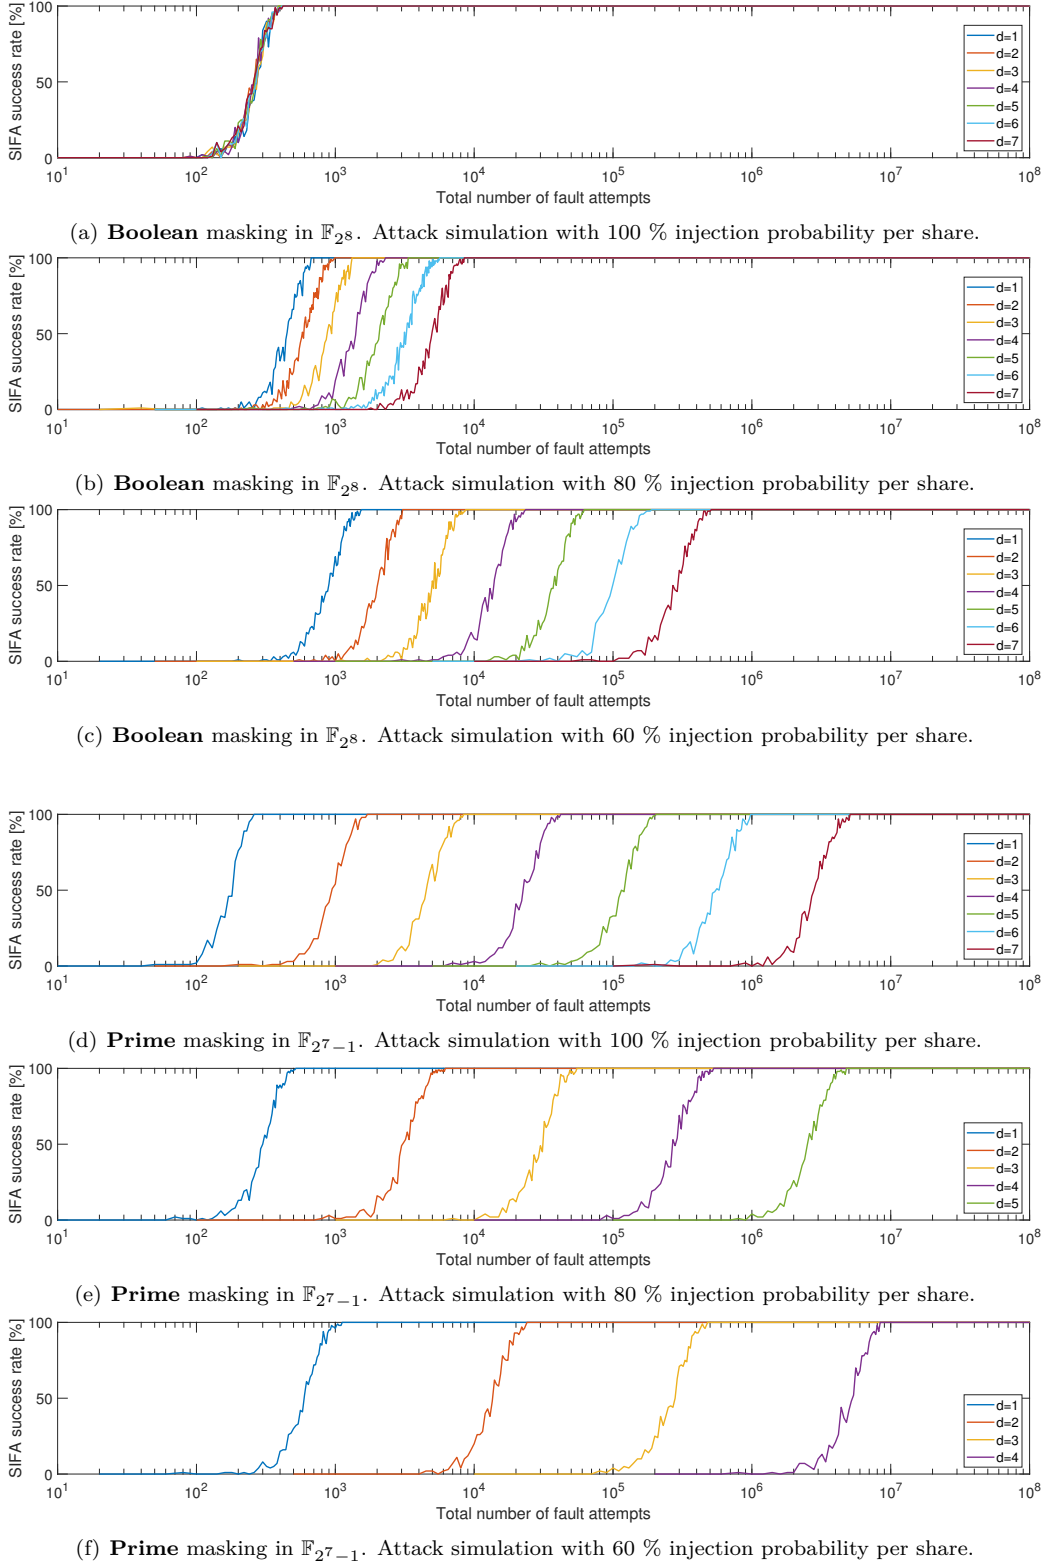 SIFA success rate [%]
100
50
0
10^1 10^2 10^3 10^4 10^5 10^6 10^7 10^8
Total number of fault attempts
d=1
d=2
d=3
d=4
d=5
d=6
d=7
(a) Boolean masking in 𝔽_{2^8}. Attack simulation with 100 % injection probability per share.
SIFA success rate [%]
100
50
0
10^1 10^2 10^3 10^4 10^5 10^6 10^7 10^8
Total number of fault attempts
d=1
d=2
d=3
d=4
d=5
d=6
d=7
(b) Boolean masking in 𝔽_{2^8}. Attack simulation with 80 % injection probability per share.
SIFA success rate [%]
100
50
0
10^1 10^2 10^3 10^4 10^5 10^6 10^7 10^8
Total number of fault attempts
d=1
d=2
d=3
d=4
d=5
d=6
d=7
(c) Boolean masking in 𝔽_{2^8}. Attack simulation with 60 % injection probability per share.
SIFA success rate [%]
100
50
0
10^1 10^2 10^3 10^4 10^5 10^6 10^7 10^8
Total number of fault attempts
d=1
d=2
d=3
d=4
d=5
d=6
d=7
(d) Prime masking in 𝔽_{2^7−1}. Attack simulation with 100 % injection probability per share.
SIFA success rate [%]
100
50
0
10^1 10^2 10^3 10^4 10^5 10^6 10^7 10^8
Total number of fault attempts
d=1
d=2
d=3
d=4
d=5
(e) Prime masking in 𝔽_{2^7−1}. Attack simulation with 80 % injection probability per share.
SIFA success rate [%]
100
50
0
10^1 10^2 10^3 10^4 10^5 10^6 10^7 10^8
Total number of fault attempts
d=1
d=2
d=3
d=4
(f) Prime masking in 𝔽_{2^7−1}. Attack simulation with 60 % injection probability per share.